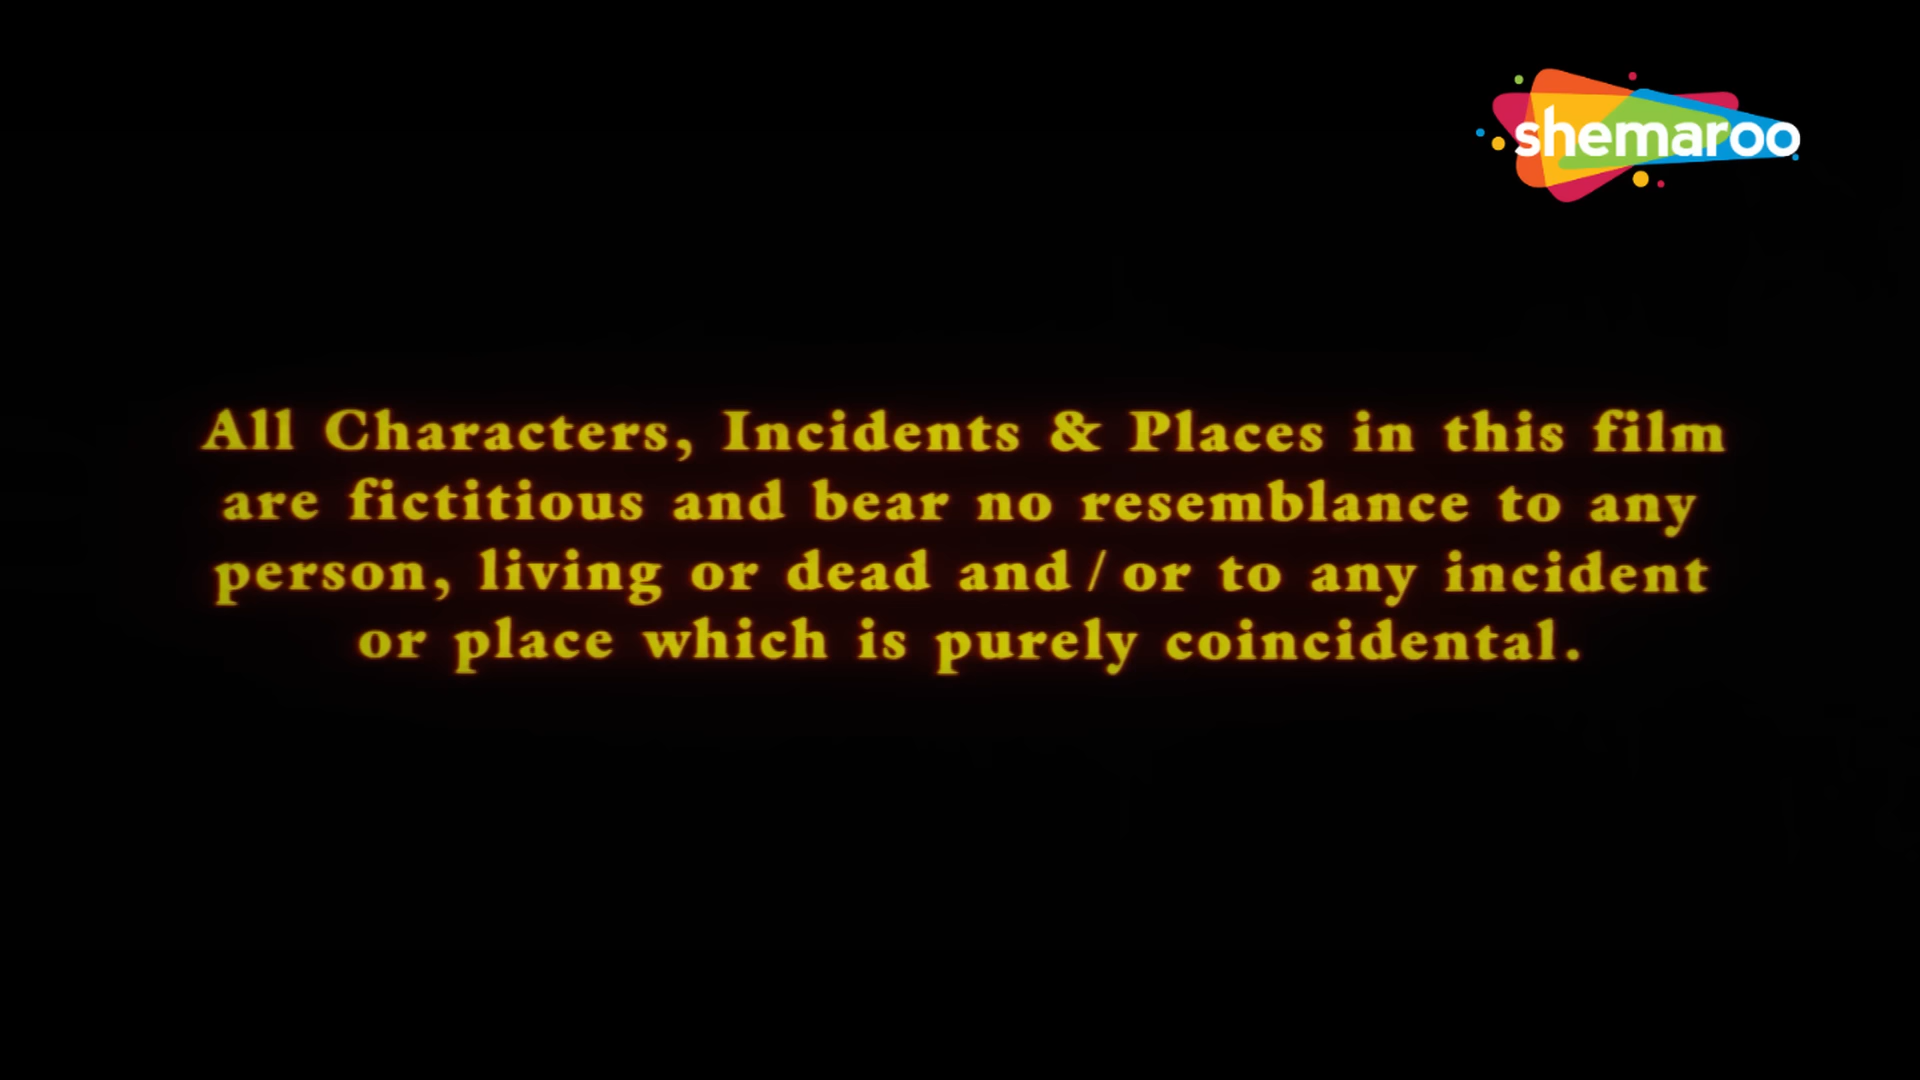 shemaroo
All Characters, Incidents & Places in this film
are fictitious and bear no resemblance to any
person, living or dead and / or to any incident
or place which is purely coincidental.